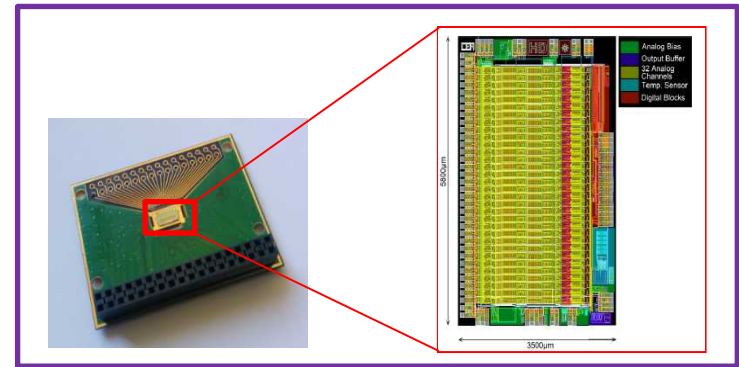 Analog Bias
Output Buffer
32 Analog
Channels
Temp. Sensor
Digital Blocks
5800µm
3500µm